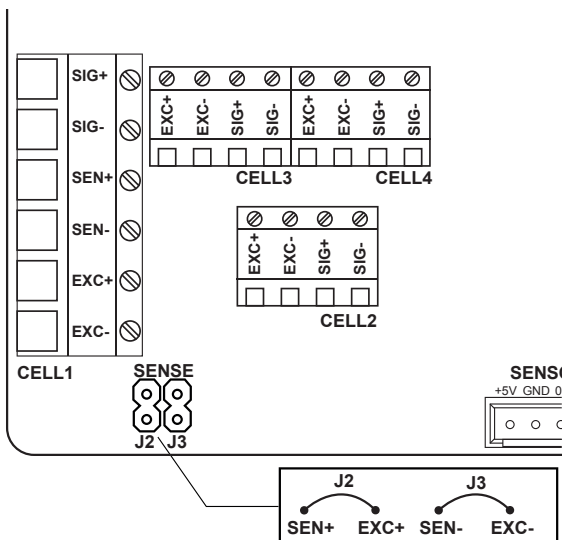 SIG+
SIG-
SEN+
SEN-
EXC+
EXC-
CELL1
EXC+ EXC- SIG+ SIG- EXC+ EXC- SIG+ SIG-
CELL3 CELL4
EXC+ EXC- SIG+ SIG-
CELL2
SENSE
J2 J3
+5V GND
J2 J3
SEN+ EXC+ SEN- EXC-